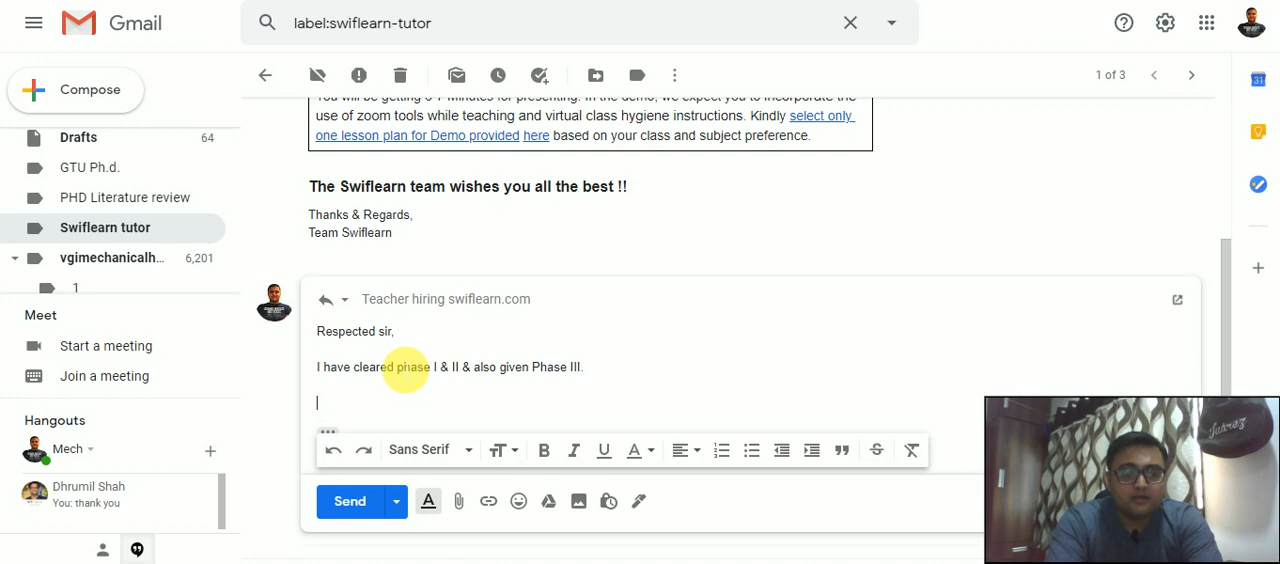 Gmail
label:swiflearn-tutor
Compose
1 of 3
Drafts
64
GTU Ph.d.
PHD Literature review
Swiflearn tutor
vgimechanicalh...
6,201
1
Meet
Start a meeting
Join a meeting
Hangouts
Mech
Dhrumil Shah
You: thank you
use of zoom tools while teaching and virtual class hygiene instructions. Kindly select only
one lesson plan for Demo provided here based on your class and subject preference.
The Swiflearn team wishes you all the best !!
Thanks & Regards,
Team Swiflearn
Teacher hiring swiflearn.com
Respected sir,
I have cleared phase I & II & also given Phase III.
Sans Serif
Send
31
Juárez